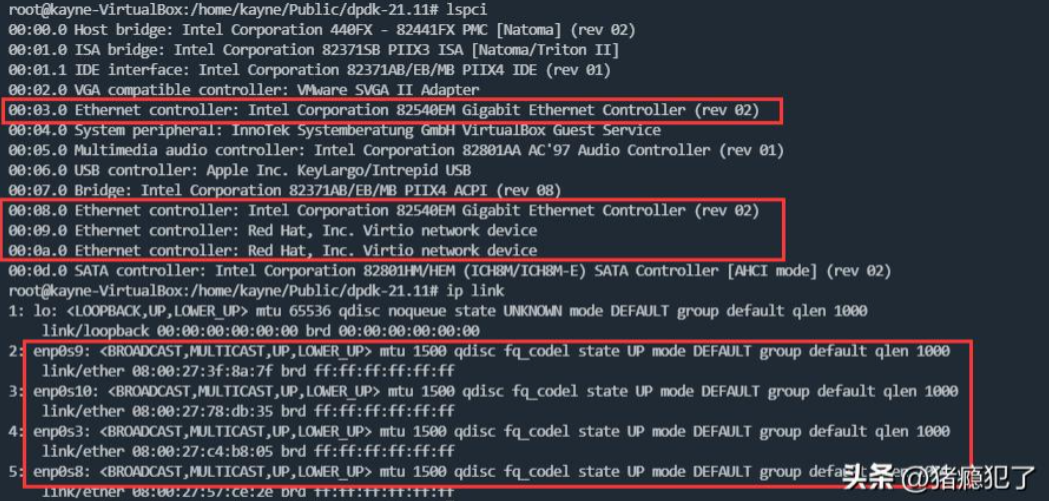 root@kayne-VirtualBox:/home/kayne/Public/dpdk-21.11# lspci
00:00.0 Host bridge: Intel Corporation 440FX - 82441FX PMC [Natoma] (rev 02)
00:01.0 ISA bridge: Intel Corporation 82371SB PIIX3 ISA [Natoma/Triton II]
00:01.1 IDE interface: Intel Corporation 82371AB/EB/MB PIIX4 IDE (rev 01)
00:02.0 VGA compatible controller: VMware SVGA II Adapter
00:03.0 Ethernet controller: Intel Corporation 82540EM Gigabit Ethernet Controller (rev 02)
00:04.0 System peripheral: InnoTek Systemberatung GmbH VirtualBox Guest Service
00:05.0 Multimedia audio controller: Intel Corporation 82801AA AC'97 Audio Controller (rev 01)
00:06.0 USB controller: Apple Inc. KeyLargo/Intrepid USB
00:07.0 Bridge: Intel Corporation 82371AB/EB/MB PIIX4 ACPI (rev 08)
00:08.0 Ethernet controller: Intel Corporation 82540EM Gigabit Ethernet Controller (rev 02)
00:09.0 Ethernet controller: Red Hat, Inc. Virtio network device
00:0a.0 Ethernet controller: Red Hat, Inc. Virtio network device
00:0d.0 SATA controller: Intel Corporation 82801HM/HEM (ICH8M/ICH8M-E) SATA Controller [AHCI mode] (rev 02)
root@kayne-VirtualBox:/home/kayne/Public/dpdk-21.11# ip link
1: lo: <LOOPBACK,UP,LOWER_UP> mtu 65536 qdisc noqueue state UNKNOWN mode DEFAULT group default qlen 1000
link/loopback 00:00:00:00:00:00 brd 00:00:00:00:00:00
2: enp0s9: <BROADCAST,MULTICAST,UP,LOWER_UP> mtu 1500 qdisc fq_codel state UP mode DEFAULT group default qlen 1000
link/ether 08:00:27:3f:8a:7f brd ff:ff:ff:ff:ff:ff
3: enp0s10: <BROADCAST,MULTICAST,UP,LOWER_UP> mtu 1500 qdisc fq_codel state UP mode DEFAULT group default qlen 1000
link/ether 08:00:27:78:db:35 brd ff:ff:ff:ff:ff:ff
4: enp0s3: <BROADCAST,MULTICAST,UP,LOWER_UP> mtu 1500 qdisc fq_codel state UP mode DEFAULT group default qlen 1000
link/ether 08:00:27:c4:b8:05 brd ff:ff:ff:ff:ff:ff
5: enp0s8: <BROADCAST,MULTICAST,UP,LOWER_UP> mtu 1500 qdisc fq_codel state UP mode DEFAULT group default
link/ether 08:00:27:57:ce:2e brd ff:ff:ff:ff:ff:ff
头条 @猪瘾犯了